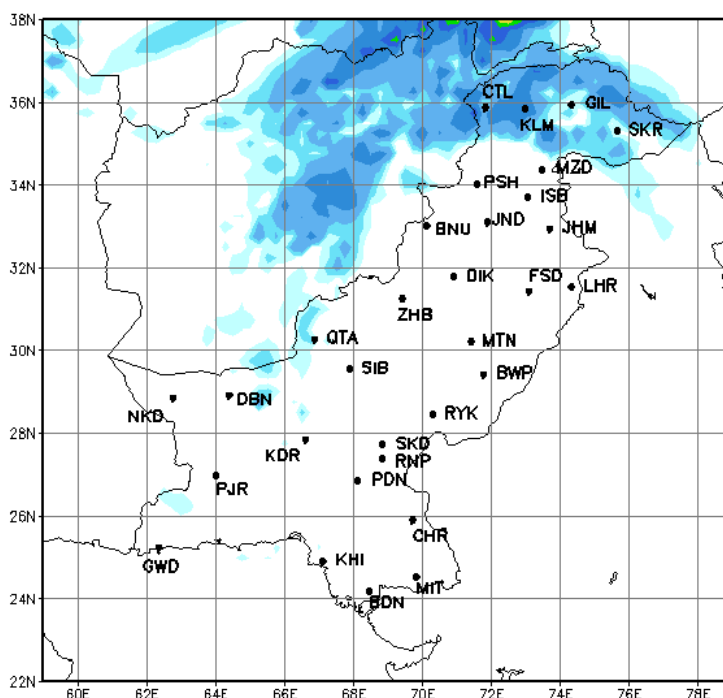 38N
36N
CTL
GIL
KLM
SKR
MZD
34N
PSH
ISB
BNU
JND
JHM
32N
DIK
FSD
LHR
ZHB
30N
QTA
MTN
SIB
BWP
28N
NKD
DBN
RYK
KDR
SKD
RNP
PJR
PDN
26N
CHR
GWD
KHI
24N
BDN
MIT
22N
60E 62E 64E 66E 68E 70E 72E 74E 76E 78E